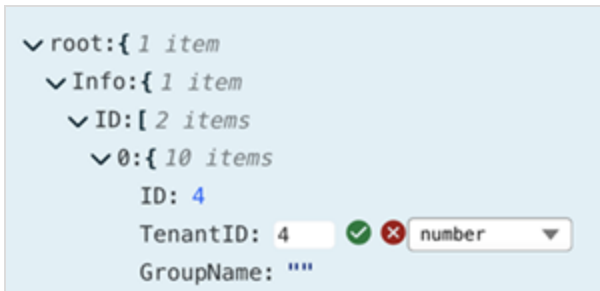 root:{ 1 item
Info:{ 1 item
ID:[ 2 items
0:{ 10 items
ID: 4
TenantID: 4 number
GroupName: ""